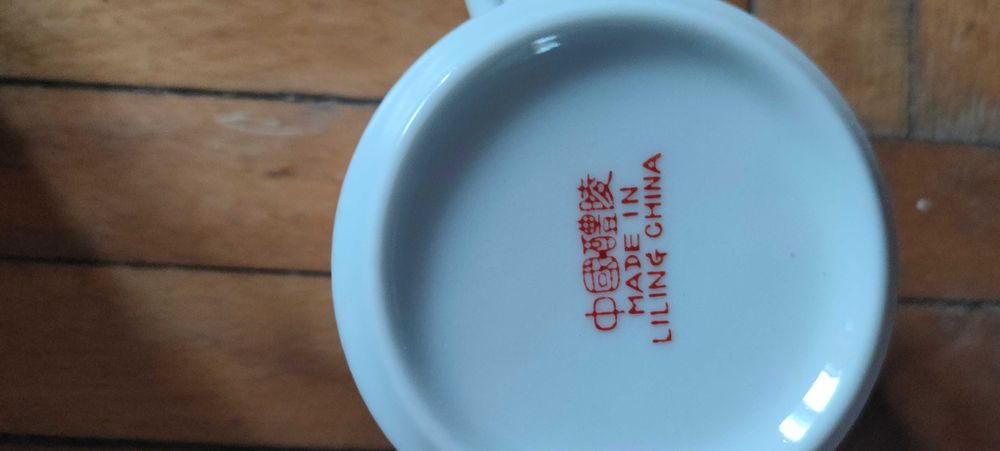 中國醴陵
MADE IN
LILING CHINA